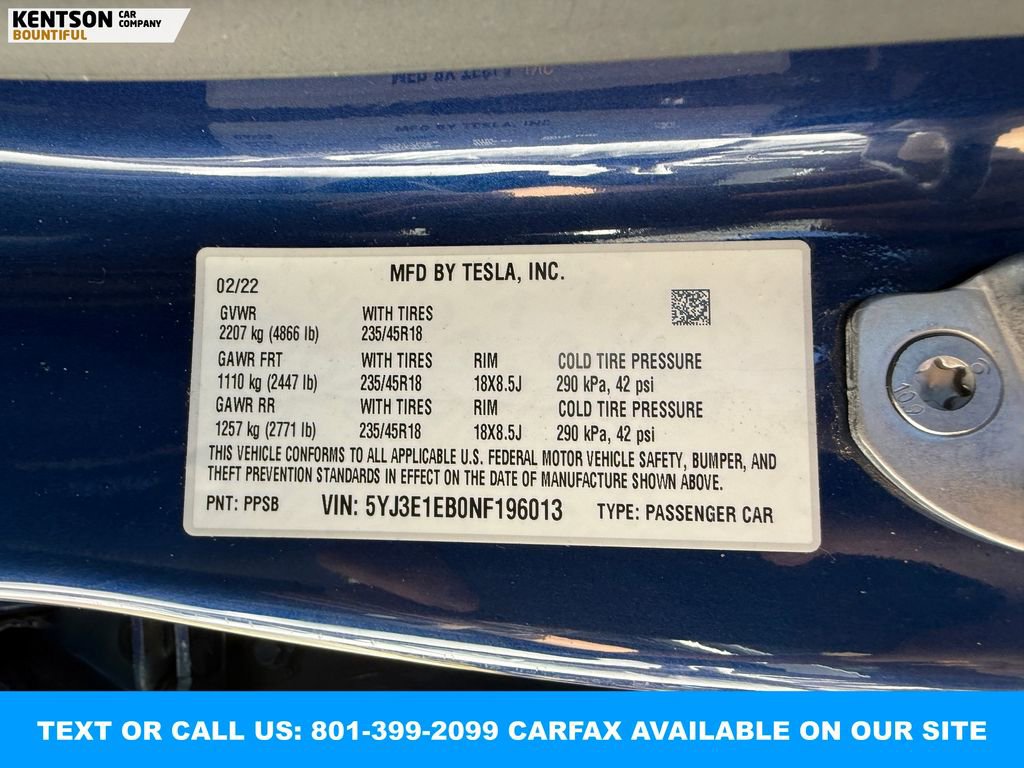 KENTSON CAR COMPANY
BOUNTIFUL
MFD BY TESLA, INC.
02/22
GVWR WITH TIRES
2207 kg (4866 lb) 235/45R18
GAWR FRT WITH TIRES RIM COLD TIRE PRESSURE
1110 kg (2447 lb) 235/45R18 18X8.5J 290 kPa, 42 psi
GAWR RR WITH TIRES RIM COLD TIRE PRESSURE
1257 kg (2771 lb) 235/45R18 18X8.5J 290 kPa, 42 psi
THIS VEHICLE CONFORMS TO ALL APPLICABLE U.S. FEDERAL MOTOR VEHICLE SAFETY, BUMPER, AND
THEFT PREVENTION STANDARDS IN EFFECT ON THE DATE OF MANUFACTURE SHOWN ABOVE.
PNT: PPSB VIN: 5YJ3E1EB0NF196013 TYPE: PASSENGER CAR
TEXT OR CALL US: 801-399-2099 CARFAX AVAILABLE ON OUR SITE